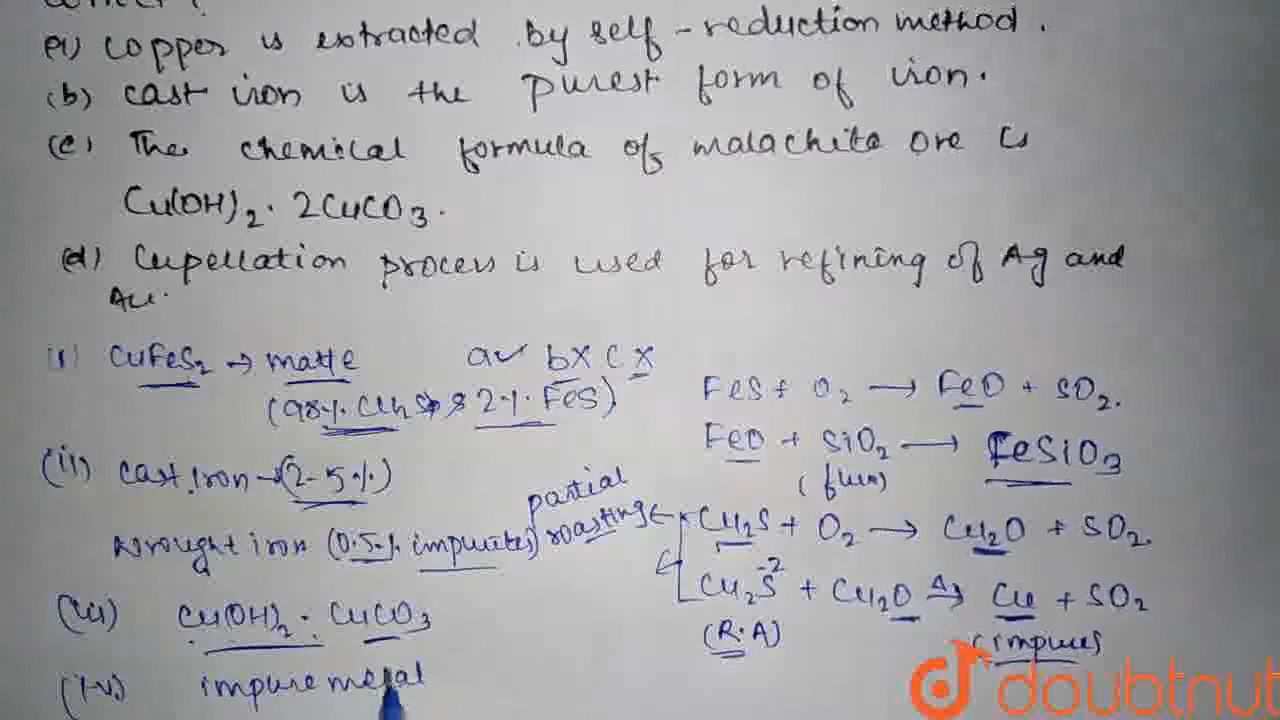 (a) copper is extracted by self-reduction method.
(b) cast iron is the purest form of iron.
(c) The chemical formula of malachite ore is
Cu(OH)2. 2CuCO3.
(d) Cupellation process is used for refining of Ag and
Au.
(i) CuFeS2 → matte
a✓ b× c×
(98%. Cu2S & 2%. FeS)
(ii) cast iron → (2-5%)
wrought iron (0.5% impurites)
partial
roasting
(iii) Cu(OH)2. CuCO3
(iv) impure metal
FeS + O2 → FeO + SO2.
FeO + SiO2 → FeSiO3
(flux)
Cu2S + O2 → Cu2O + SO2.
Cu2S-2 + Cu2O Δ→ Cu + SO2
(R.A)
(impures
doubtnut